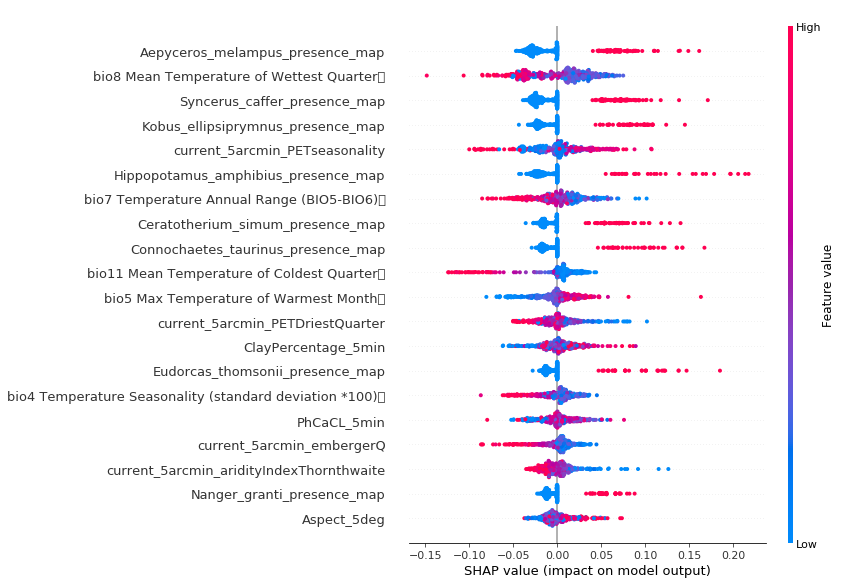 High
Aepyceros_melampus_presence_map
bio8 Mean Temperature of Wettest Quarter
Syncerus_caffer_presence_map
Kobus_ellipsiprymnus_presence_map
current_5arcmin_PETseasonality
Hippopotamus_amphibius_presence_map
bio7 Temperature Annual Range (BIO5-BIO6)
Ceratotherium_simum_presence_map
Connochaetes_taurinus_presence_map
bio11 Mean Temperature of Coldest Quarter
bio5 Max Temperature of Warmest Month
current_5arcmin_PETDriestQuarter
ClayPercentage_5min
Eudorcas_thomsonii_presence_map
bio4 Temperature Seasonality (standard deviation *100)
PhCaCL_5min
current_5arcmin_embergerQ
current_5arcmin_aridityIndexThornthwaite
Nanger_granti_presence_map
Aspect_5deg
Feature value
Low
−0.15 −0.10 −0.05 0.00 0.05 0.10 0.15 0.20
SHAP value (impact on model output)